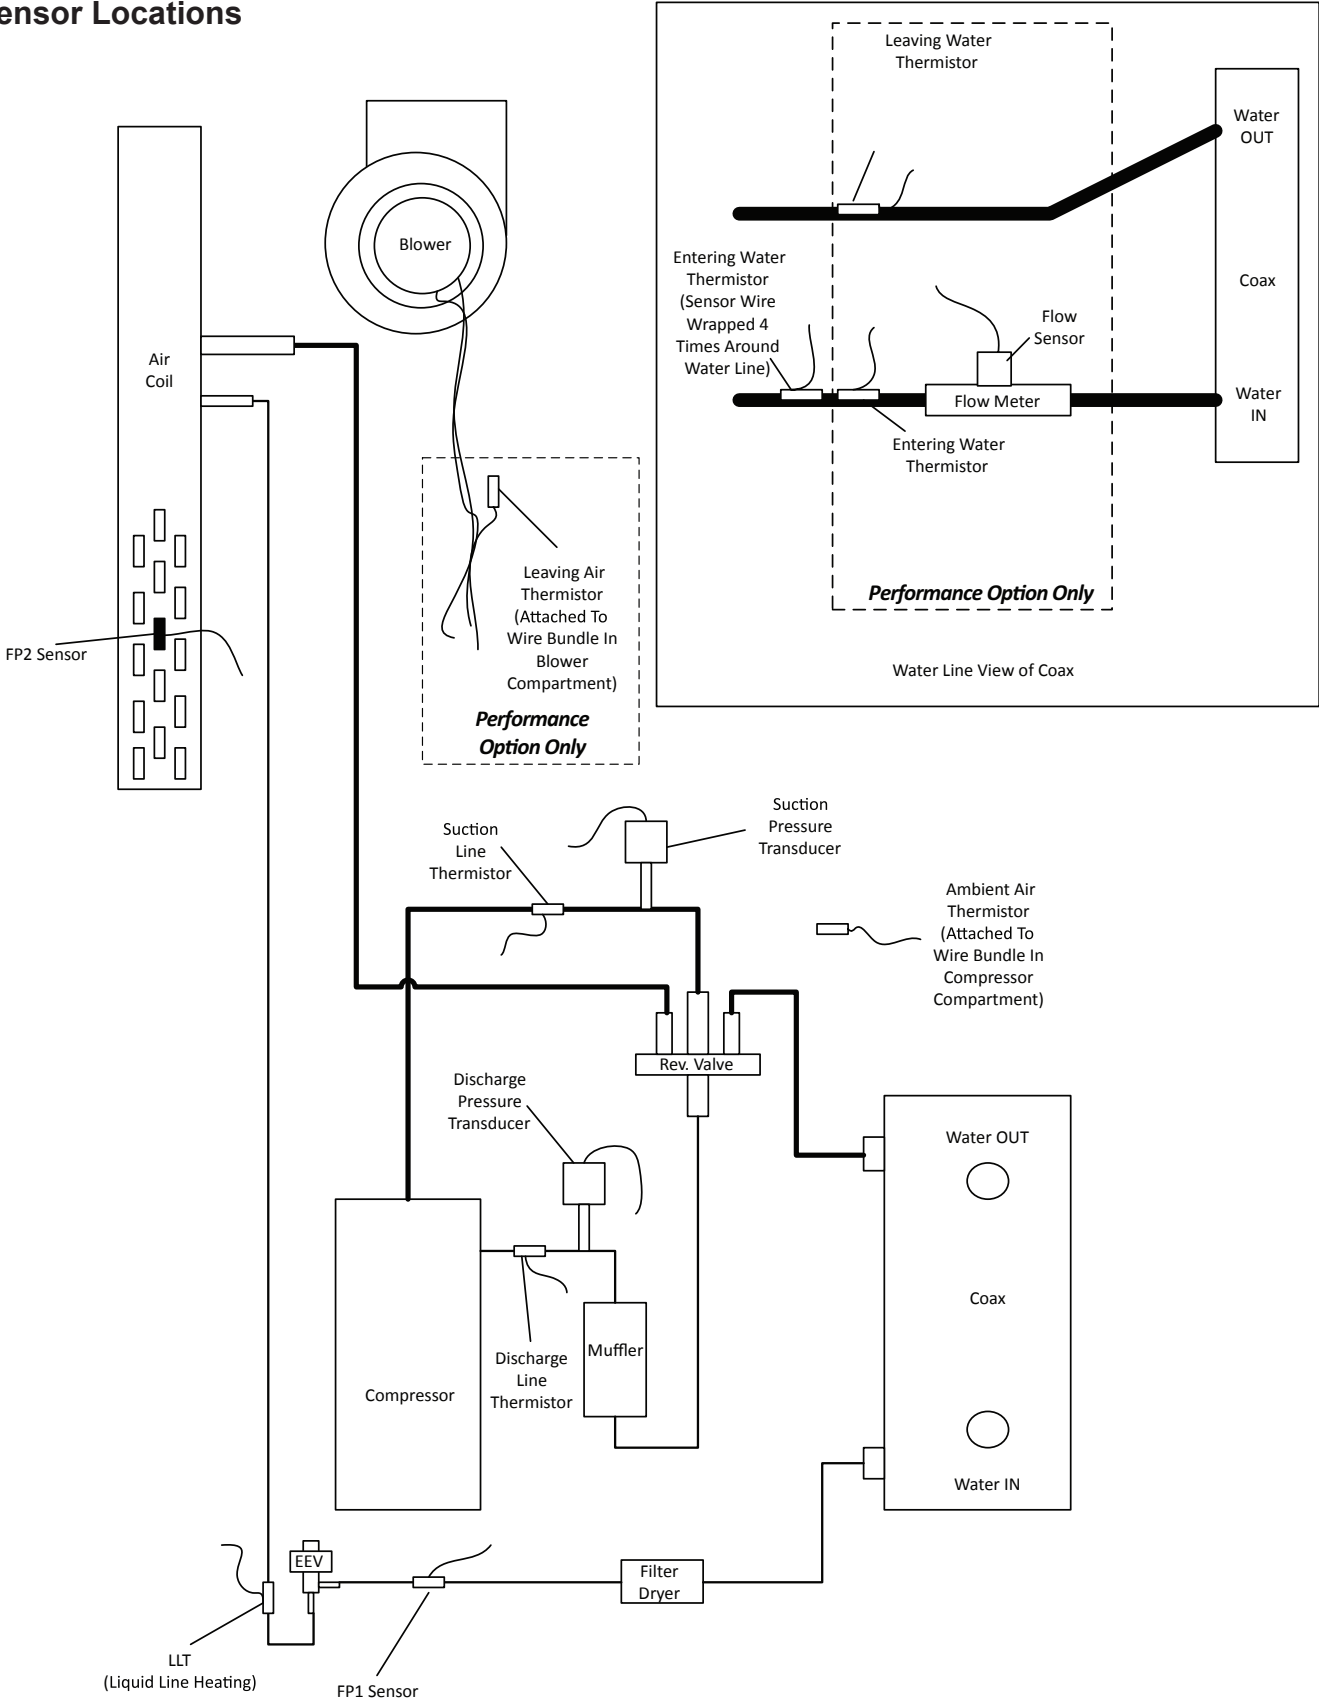 ensor Locations
Leaving Water
Thermistor
Water
OUT
Blower
Entering Water
Thermistor
(Sensor Wire
Wrapped 4
Times Around
Water Line)
Coax
Flow
Sensor
Air
Coil
Flow Meter
Water
IN
Entering Water
Thermistor
Leaving Air
Thermistor
(Attached To
Wire Bundle In
Blower
Compartment)
Performance
Option Only
Performance Option Only
Water Line View of Coax
FP2 Sensor
Suction
Line
Thermistor
Suction
Pressure
Transducer
Ambient Air
Thermistor
(Attached To
Wire Bundle In
Compressor
Compartment)
Rev. Valve
Discharge
Pressure
Transducer
Water OUT
Coax
Muffler
Discharge
Line
Thermistor
Compressor
Water IN
EEV
Filter
Dryer
LLT
(Liquid Line Heating)
FP1 Sensor